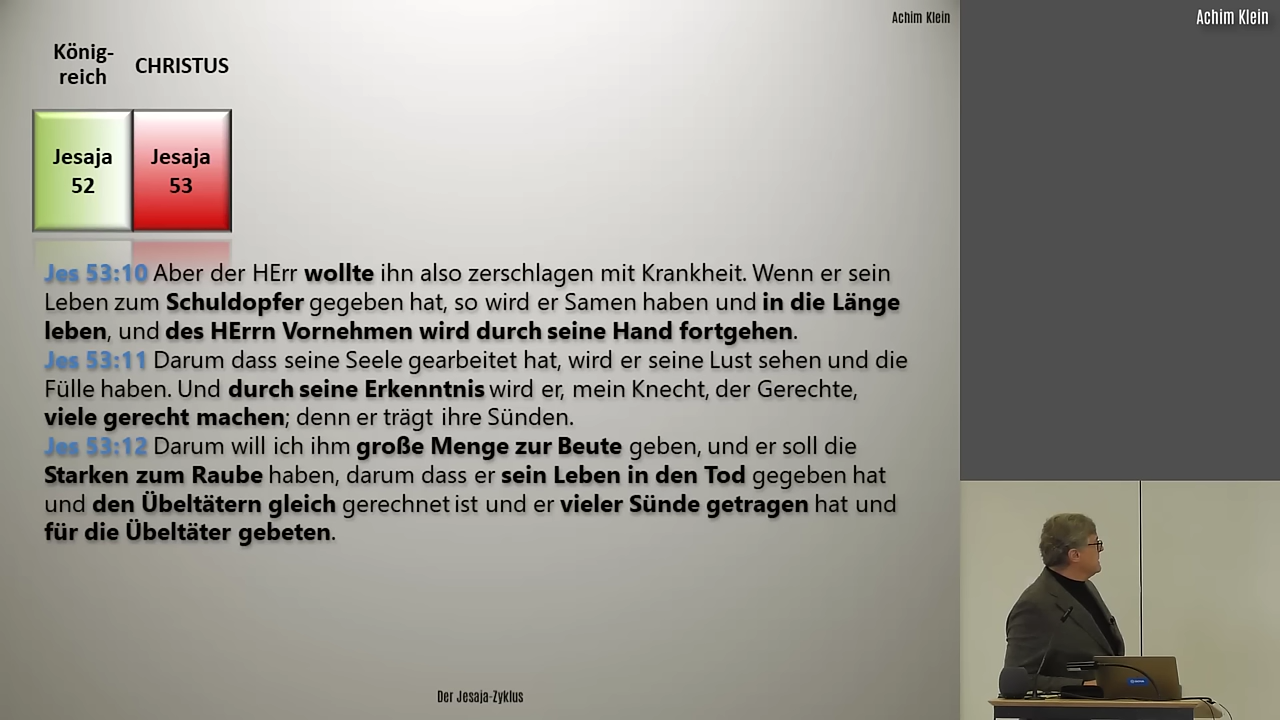 Achim Klein
Achim Klein
König-
reich
CHRISTUS
Jesaja
52
Jesaja
53
Jes 53:10 Aber der HErr wollte ihn also zerschlagen mit Krankheit. Wenn er sein
Leben zum Schuldopfer gegeben hat, so wird er Samen haben und in die Länge
leben, und des HErrn Vornehmen wird durch seine Hand fortgehen.
Jes 53:11 Darum dass seine Seele gearbeitet hat, wird er seine Lust sehen und die
Fülle haben. Und durch seine Erkenntnis wird er, mein Knecht, der Gerechte,
viele gerecht machen; denn er trägt ihre Sünden.
Jes 53:12 Darum will ich ihm große Menge zur Beute geben, und er soll die
Starken zum Raube haben, darum dass er sein Leben in den Tod gegeben hat
und den Übeltätern gleich gerechnet ist und er vieler Sünde getragen hat und
für die Übeltäter gebeten.
Der Jesaja-Zyklus